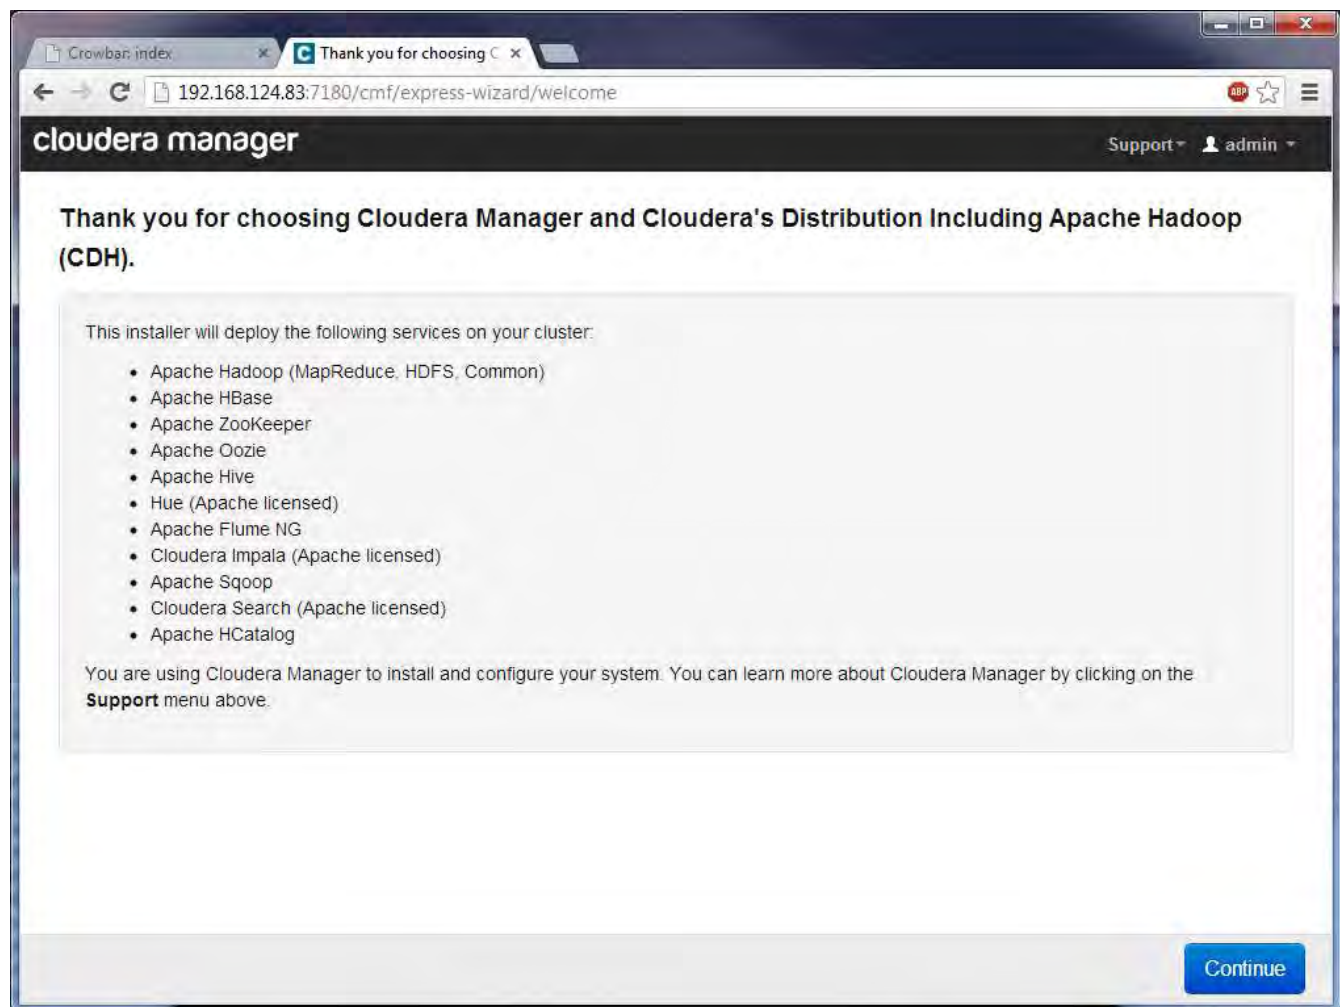 Crowbar: index
Thank you for choosing C
192.168.124.83:7180/cmf/express-wizard/welcome
ABP
cloudera manager
Support
admin
Thank you for choosing Cloudera Manager and Cloudera's Distribution Including Apache Hadoop
(CDH).
This installer will deploy the following services on your cluster:
Apache Hadoop (MapReduce, HDFS, Common)
Apache HBase
Apache ZooKeeper
Apache Oozie
Apache Hive
Hue (Apache licensed)
Apache Flume NG
Cloudera Impala (Apache licensed)
Apache Sqoop
Cloudera Search (Apache licensed)
Apache HCatalog
You are using Cloudera Manager to install and configure your system. You can learn more about Cloudera Manager by clicking on the
Support menu above.
Continue